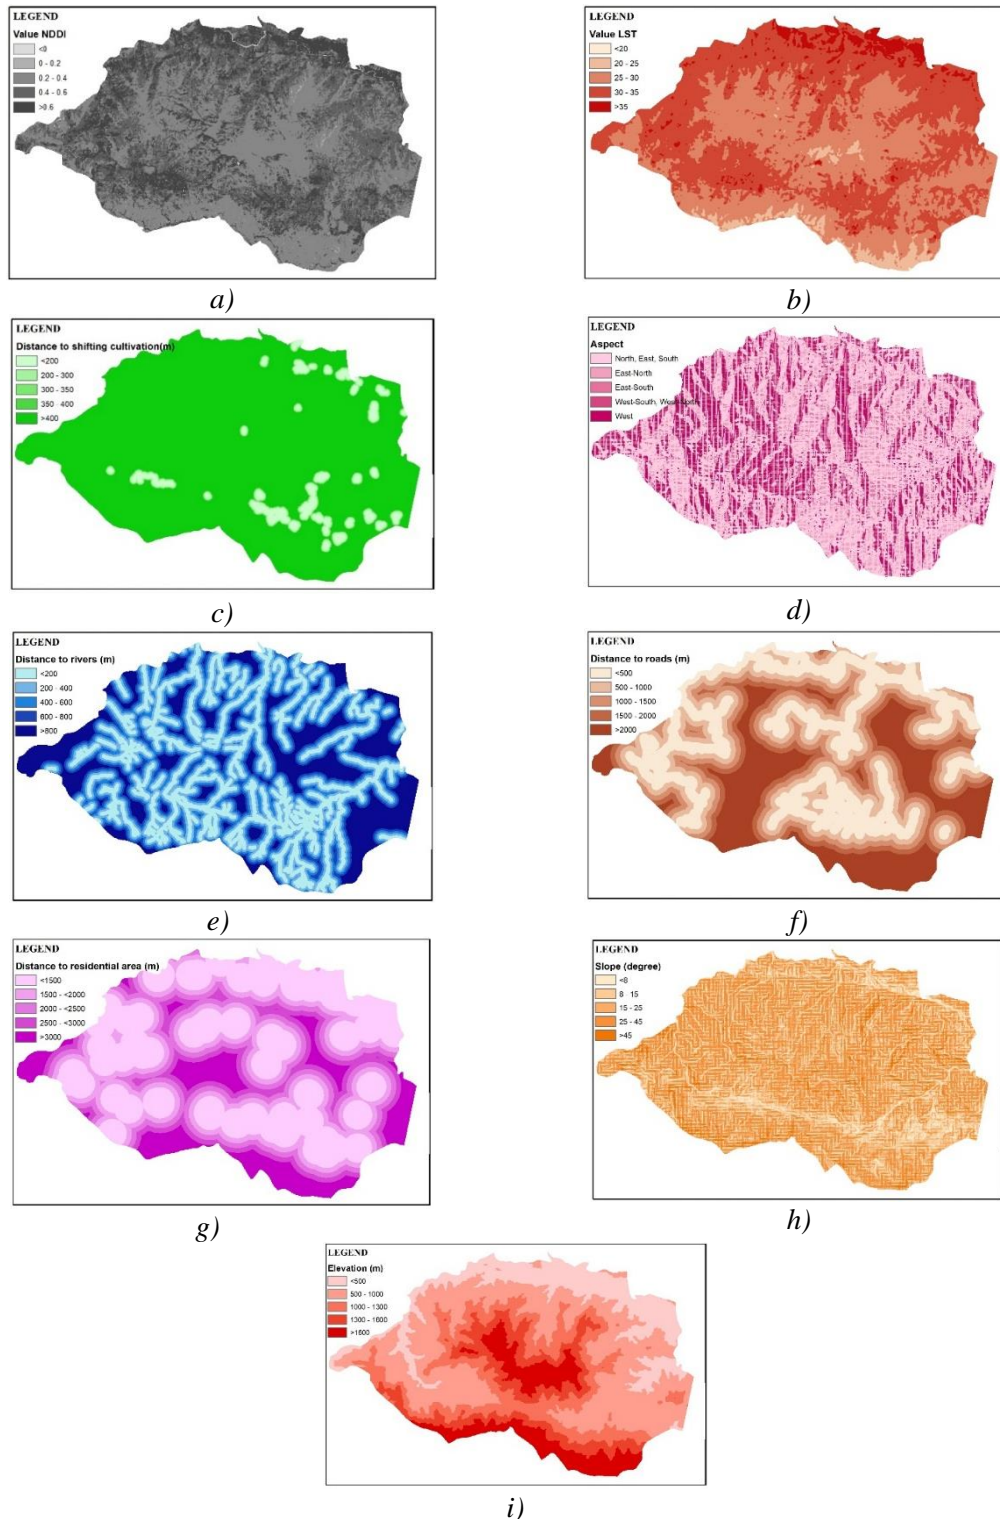 LEGEND
Value NDDI
<0
0 - 0.2
0.2 - 0.4
0.4 - 0.6
>0.6
a)
LEGEND
Value LST
<20
20 - 25
25 - 30
30 - 35
>35
b)
LEGEND
Distance to shifting cultivation(m)
<200
200 - 300
300 - 350
350 - 400
>400
c)
LEGEND
Aspect
North, East, South
East-North
East-South
West-South, West-North
West
d)
LEGEND
Distance to rivers (m)
<200
200 - 400
400 - 600
600 - 800
>800
e)
LEGEND
Distance to roads (m)
<500
500 - 1000
1000 - 1500
1500 - 2000
>2000
f)
LEGEND
Distance to residential area (m)
<1500
1500 - <2000
2000 - <2500
2500 - <3000
>3000
g)
LEGEND
Slope (degree)
<8
8 - 15
15 - 25
25 - 45
>45
h)
LEGEND
Elevation (m)
<500
500 - 1000
1000 - 1300
1300 - 1600
>1600
i)